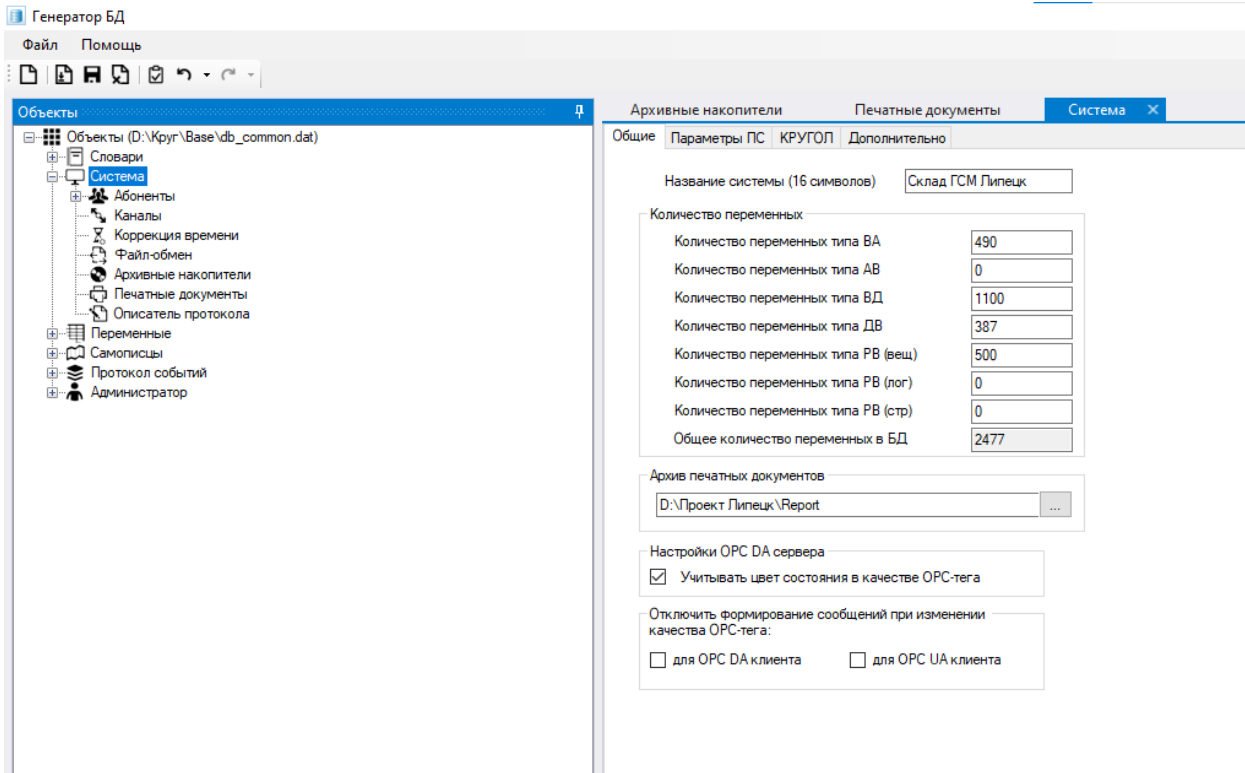 Генератор БД
Файл Помощь
Объекты
Объекты (D:\Круг\Base\db_common.dat)
Словари
Система
Абоненты
Каналы
Коррекция времени
Файл-обмен
Архивные накопители
Печатные документы
Описатель протокола
Переменные
Самописцы
Протокол событий
Администратор
Архивные накопители Печатные документы Система
Общие Параметры ПС КРУГОЛ Дополнительно
Название системы (16 символов) Склад ГСМ Липецк
Количество переменных
Количество переменных типа ВА 490
Количество переменных типа АВ 0
Количество переменных типа ВД 1100
Количество переменных типа ДВ 387
Количество переменных типа РВ (вещ) 500
Количество переменных типа РВ (лог) 0
Количество переменных типа РВ (стр) 0
Общее количество переменных в БД 2477
Архив печатных документов
D:\Проект Липецк\Report ...
Настройки OPC DA сервера
Учитывать цвет состояния в качестве OPC-тега
Отключить формирование сообщений при изменении
качества OPC-тега:
для OPC DA клиента для OPC UA клиента